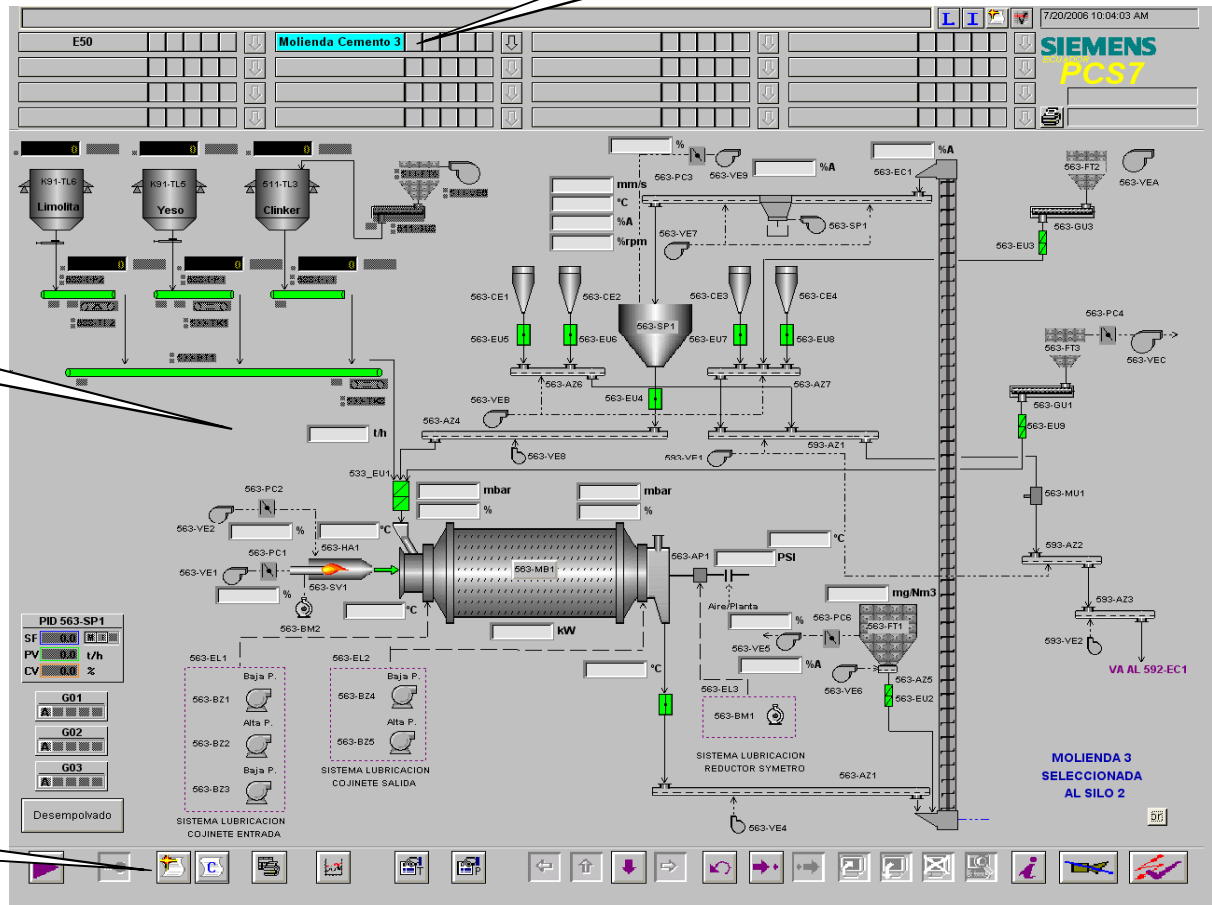 L I 7/20/2006 10:04:03 AM
E50 Molienda Cemento 3
SIEMENS
ECUADOR
PCS7
% %A %A
563-PC3 563-VE9 563-EC1 563-FT2 563-VEA
K91-TL6 K91-TL5 511-TL3
Limolita Yeso Clinker
mm/s
°C
%A
%rpm
563-VE7 563-SP1 563-GU3
563-EU3
0 0 0
0 0 0
563-CE1 563-CE2 563-CE3 563-CE4
563-SP1
563-EU5 563-EU6 563-EU7 563-EU8
563-PC4
563-FT3 563-VEC
563-AZ6 563-AZ7
563-VEB 563-EU4
563-GU1
563-AZ4 563-EU9
t/h
593-AZ1
563-VE8 593-VE1
533_EU1
563-PC2 mbar mbar 563-MU1
% %
563-VE2 % °C
563-HA1 °C
563-PC1 563-AP1 PSI 593-AZ2
563-VE1 563-MB1
563-SV1
% °C mg/Nm3
593-AZ3
563-BM2 Aire/Planta 563-PC6 563-FT1
PID 563-SP1 kW % 563-VE5 593-VE2
SF 0.0 M
PV 0.0 t/h
CV 0.0 %
563-EL1 563-EL2 °C %A VA AL 592-EC1
Baja P. Baja P. 563-EL3 563-VE6 563-AZ5
563-BZ1 563-BZ4 563-EU2
G01
A
Alta P. Alta P. 563-BM1
G02
A
563-BZ2 563-BZ5
SISTEMA LUBRICACION
COJINETE SALIDA
SISTEMA LUBRICACION
REDUCTOR SYMETRO
MOLIENDA 3
SELECCIONADA
AL SILO 2
G03
A
Baja P.
563-BZ3
563-AZ1
Desempolvado
SISTEMA LUBRICACION
COJINETE ENTRADA
563-VE4
C T P i